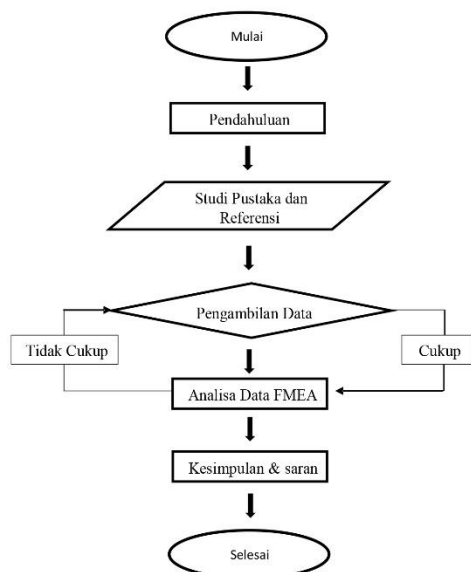 Mulai
Pendahuluan
Studi Pustaka dan
Referensi
Pengambilan Data
Tidak Cukup
Cukup
Analisa Data FMEA
Kesimpulan & saran
Selesai